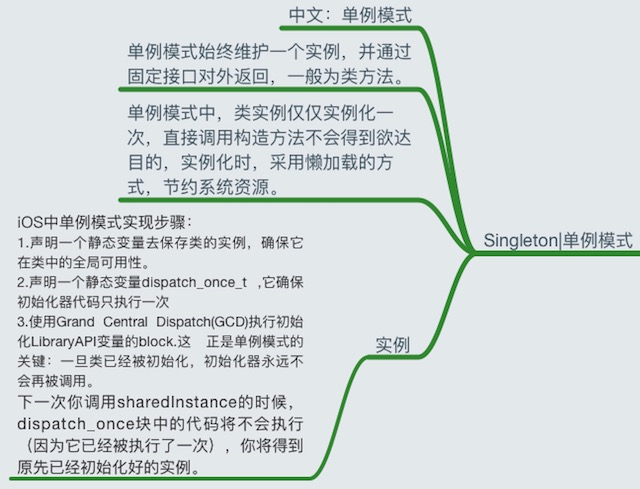 中文：单例模式
单例模式始终维护一个实例，并通过
固定接口对外返回，一般为类方法。
单例模式中，类实例仅仅实例化一
次，直接调用构造方法不会得到欲达
目的，实例化时，采用懒加载的方
式，节约系统资源。
Singleton|单例模式
实例
iOS中单例模式实现步骤：
1.声明一个静态变量去保存类的实例，确保它
在类中的全局可用性。
2.声明一个静态变量dispatch_once_t ,它确保
初始化器代码只执行一次
3.使用Grand Central Dispatch(GCD)执行初始
化LibraryAPI变量的block.这 正是单例模式的
关键：一旦类已经被初始化，初始化器永远不
会再被调用。
下一次你调用sharedInstance的时候，
dispatch_once块中的代码将不会执行
（因为它已经被执行了一次），你将得到
原先已经初始化好的实例。